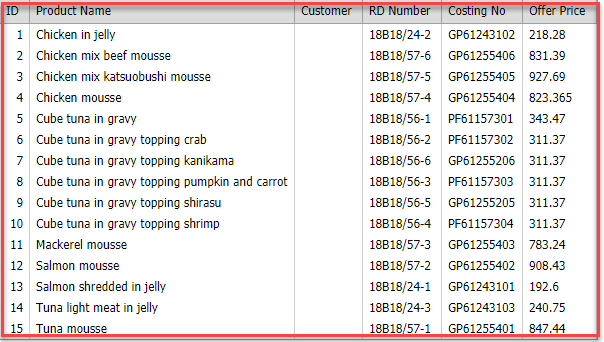 ID Product Name Customer RD Number Costing No Offer Price
1 Chicken in jelly 18B18/24-2 GP61243102 218.28
2 Chicken mix beef mousse 18B18/57-6 GP61255406 831.39
3 Chicken mix katsuobushi mousse 18B18/57-5 GP61255405 927.69
4 Chicken mousse 18B18/57-4 GP61255404 823.365
5 Cube tuna in gravy 18B18/56-1 PF61157301 343.47
6 Cube tuna in gravy topping crab 18B18/56-2 PF61157302 311.37
7 Cube tuna in gravy topping kanikama 18B18/56-6 GP61255206 311.37
8 Cube tuna in gravy topping pumpkin and carrot 18B18/56-3 PF61157303 311.37
9 Cube tuna in gravy topping shirasu 18B18/56-5 GP61255205 311.37
10 Cube tuna in gravy topping shrimp 18B18/56-4 PF61157304 311.37
11 Mackerel mousse 18B18/57-3 GP61255403 783.24
12 Salmon mousse 18B18/57-2 GP61255402 908.43
13 Salmon shredded in jelly 18B18/24-1 GP61243101 192.6
14 Tuna light meat in jelly 18B18/24-3 GP61243103 240.75
15 Tuna mousse 18B18/57-1 GP61255401 847.44